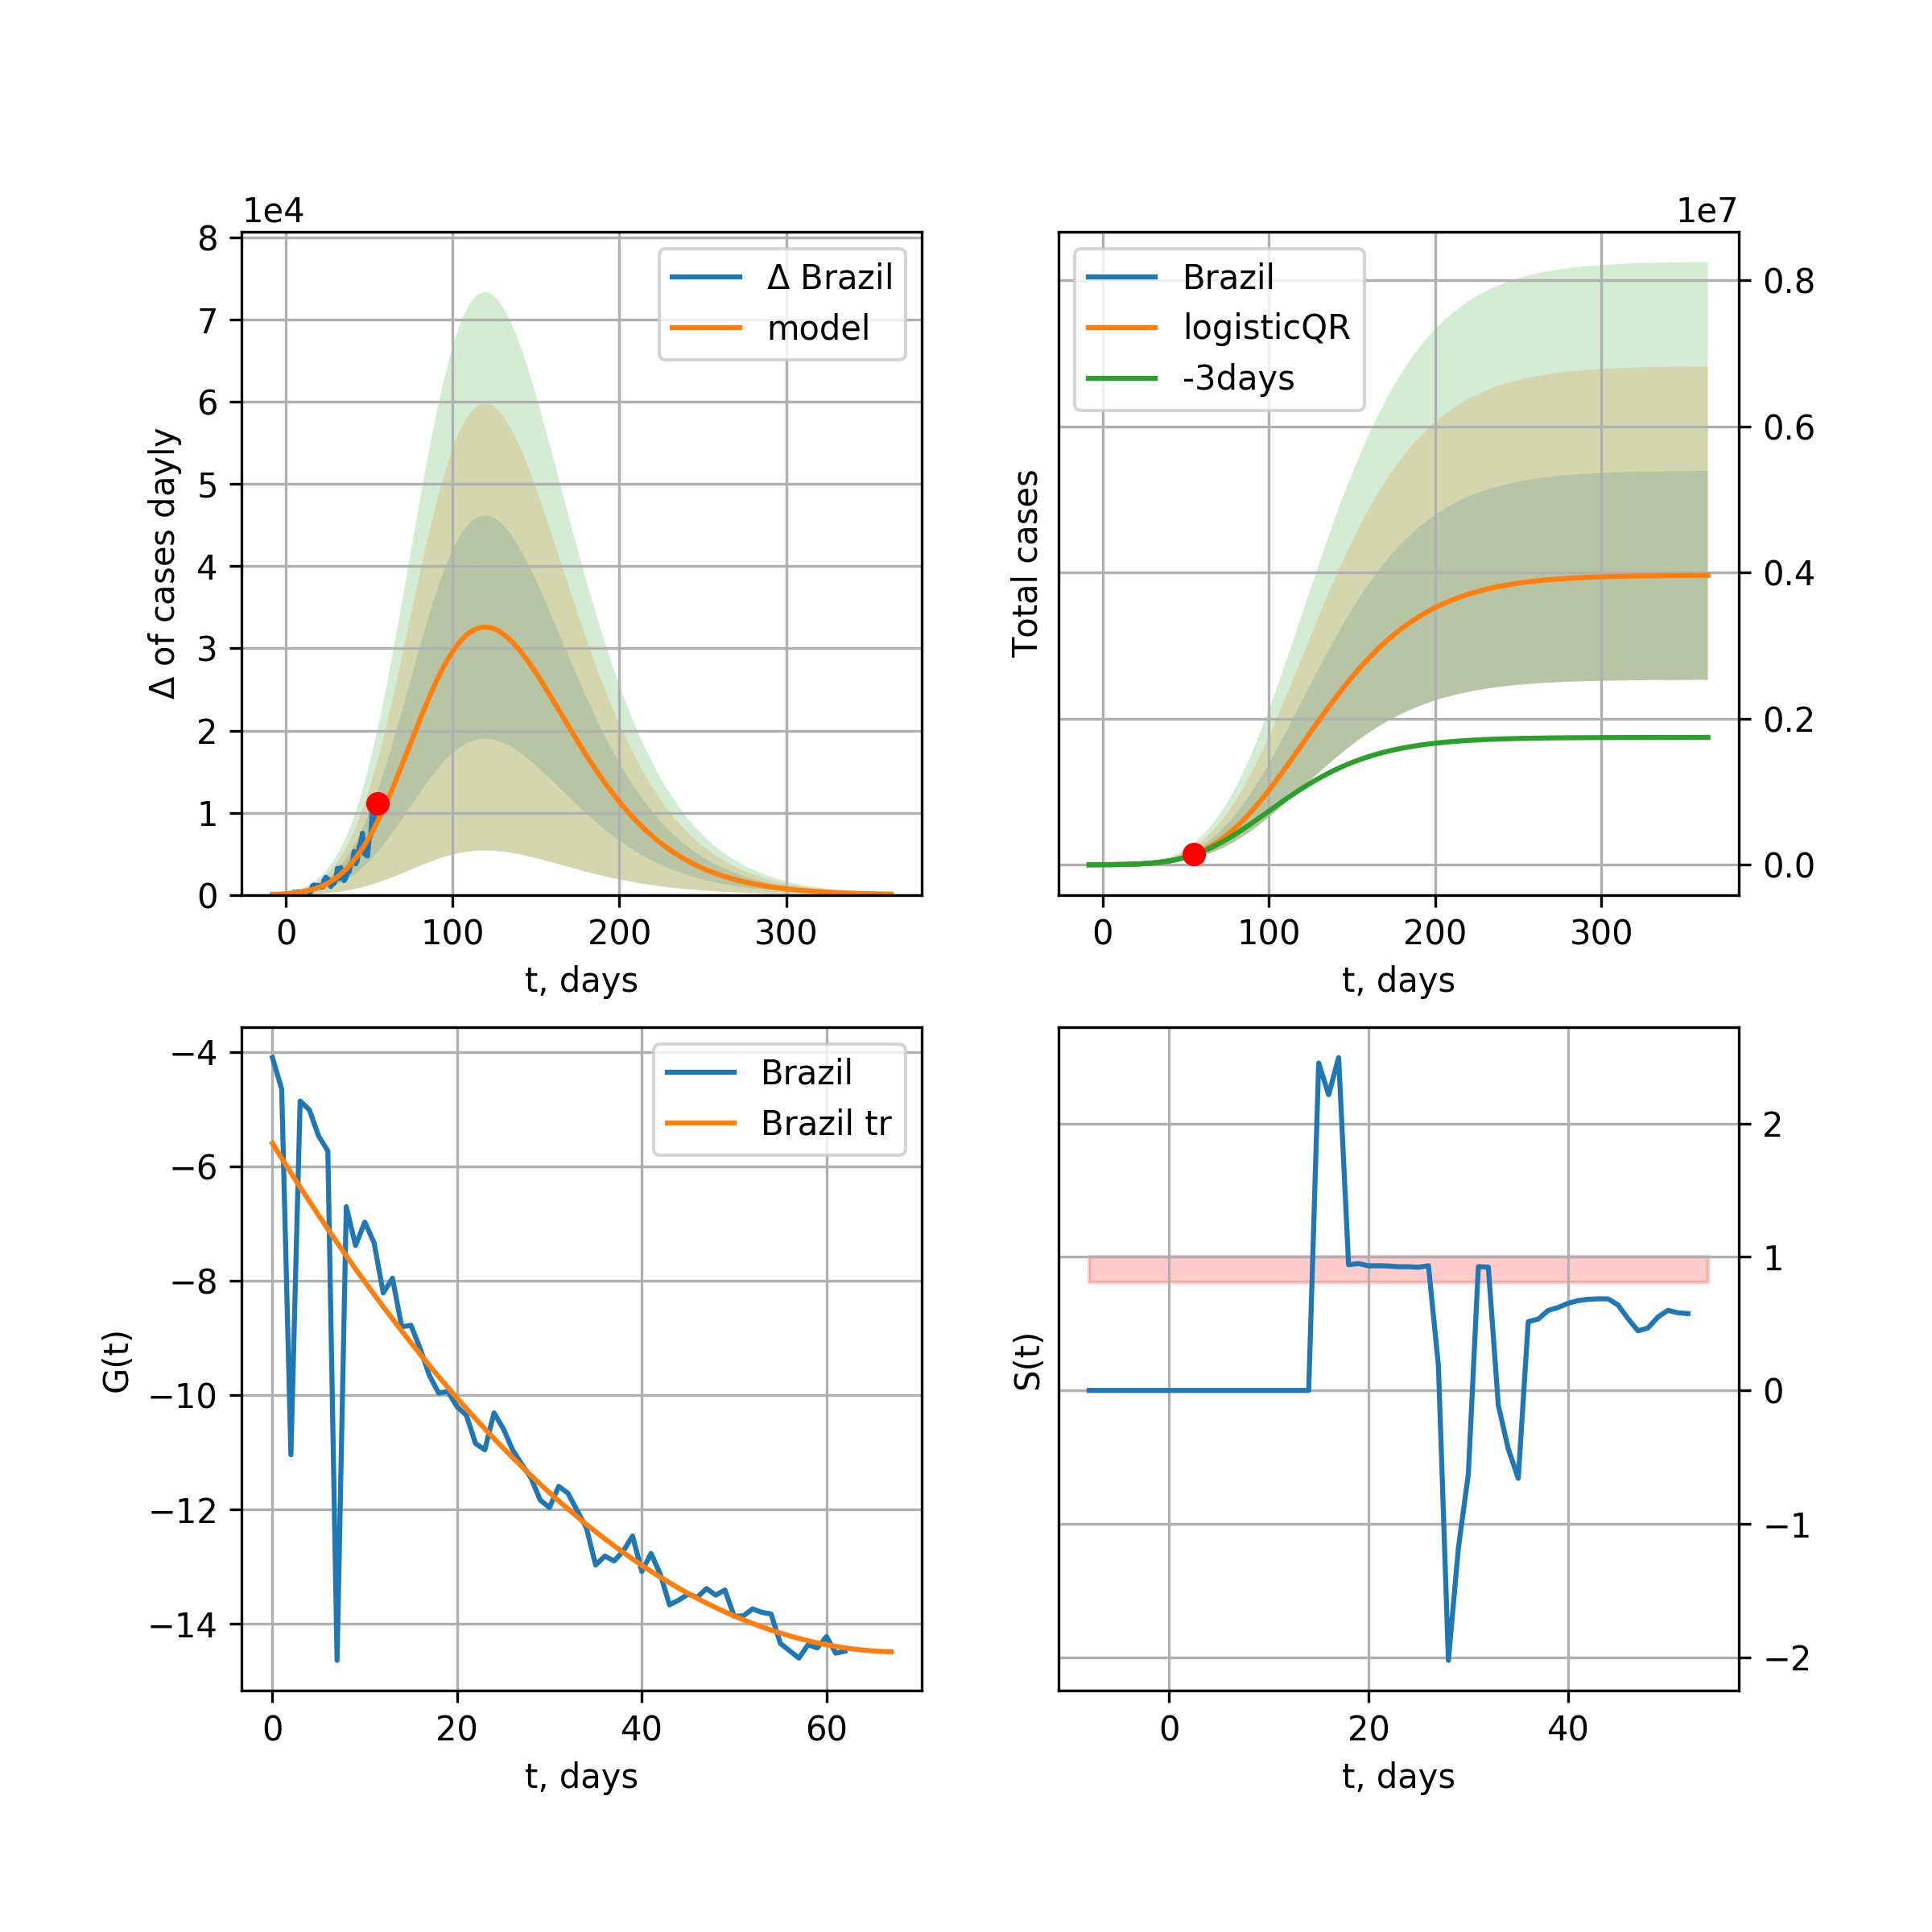 1e4
8
7
6
5
4
3
2
1
0
Δ of cases dayly
Δ Brazil
model
0 100 200 300
t, days
1e7
Brazil
logisticQR
-3days
Total cases
0.8
0.6
0.4
0.2
0.0
0 100 200 300
t, days
−4
−6
−8
−10
−12
−14
G(t)
Brazil
Brazil tr
0 20 40 60
t, days
S(t)
2
1
0
−1
−2
0 20 40
t, days